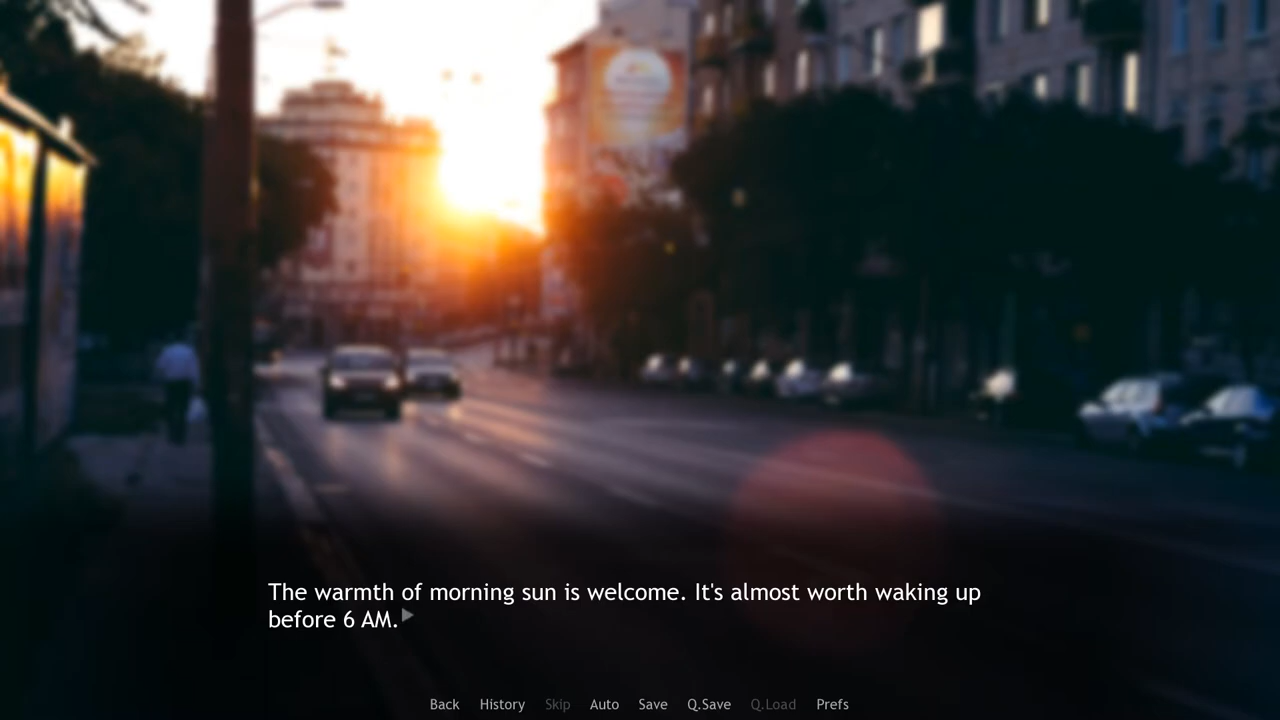 The warmth of morning sun is welcome. It's almost worth waking up
before 6 AM.
Back History Skip Auto Save Q.Save Q.Load Prefs